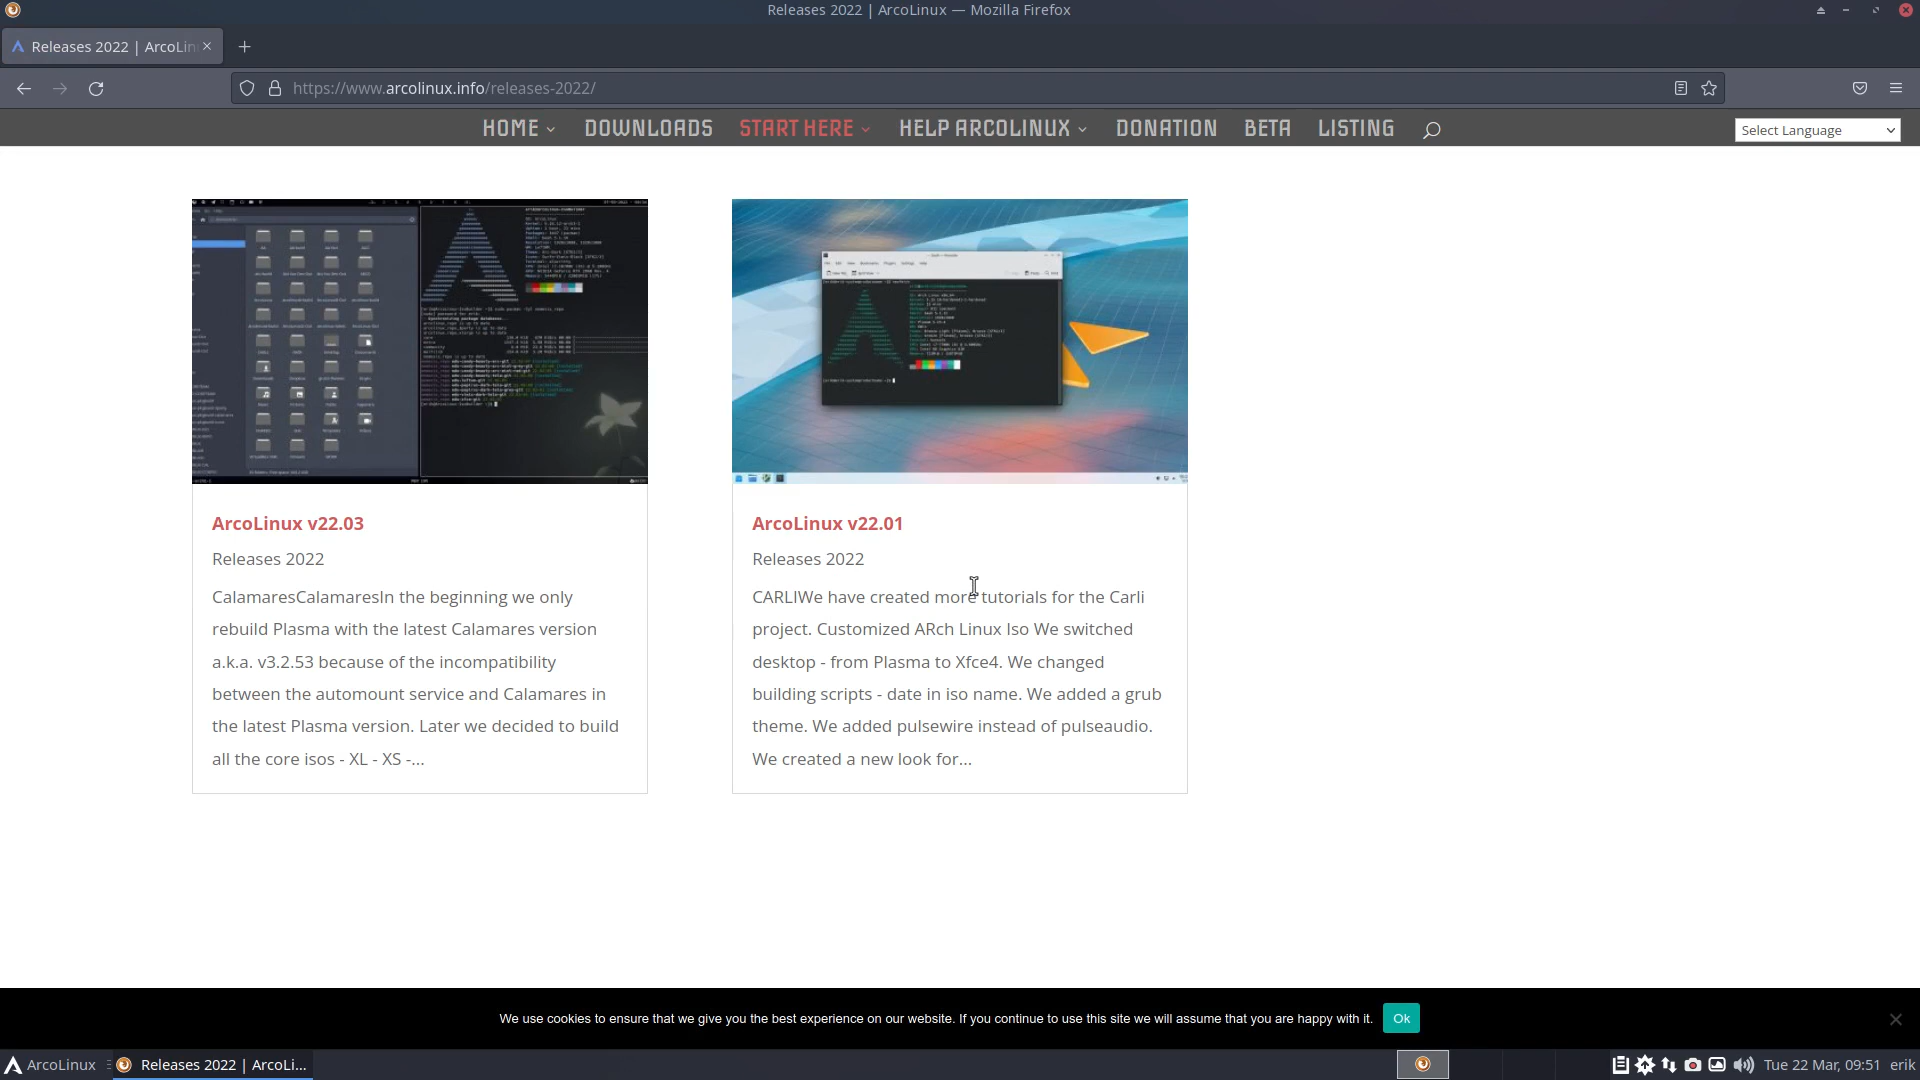 Releases 2022 | ArcoLinux — Mozilla Firefox
Releases 2022 | ArcoLin
https://www.arcolinux.info/releases-2022/
HOME DOWNLOADS START HERE HELP ARCOLINUX DONATION BETA LISTING
Select Language
ArcoLinux v22.03
Releases 2022
CalamaresCalamaresIn the beginning we only
rebuild Plasma with the latest Calamares version
a.k.a. v3.2.53 because of the incompatibility
between the automount service and Calamares in
the latest Plasma version. Later we decided to build
all the core isos - XL - XS -...
ArcoLinux v22.01
Releases 2022
CARLIWe have created more tutorials for the Carli
project. Customized ARch Linux Iso We switched
desktop - from Plasma to Xfce4. We changed
building scripts - date in iso name. We added a grub
theme. We added pulsewire instead of pulseaudio.
We created a new look for...
We use cookies to ensure that we give you the best experience on our website. If you continue to use this site we will assume that you are happy with it.
Ok
ArcoLinux
Releases 2022 | ArcoLi...
Tue 22 Mar, 09:51
erik